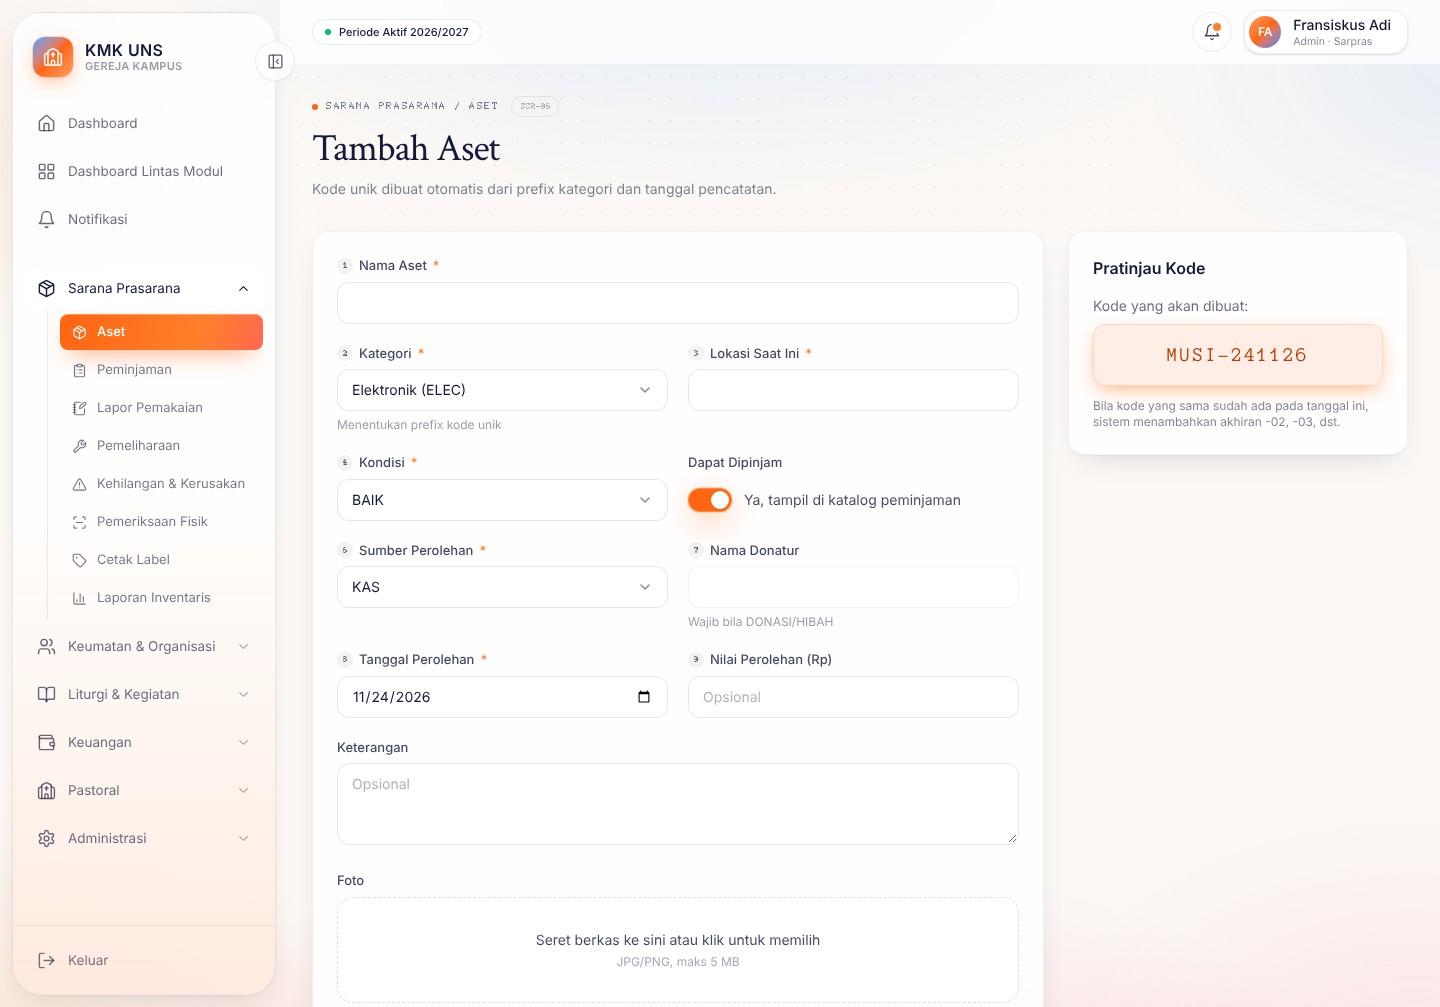 KMK UNS
GEREJA KAMPUS
Dashboard
Dashboard Lintas Modul
Notifikasi
Sarana Prasarana
Aset
Peminjaman
Lapor Pemakaian
Pemeliharaan
Kehilangan & Kerusakan
Pemeriksaan Fisik
Cetak Label
Laporan Inventaris
Keumatan & Organisasi
Liturgi & Kegiatan
Keuangan
Pastoral
Administrasi
Keluar
Periode Aktif 2026/2027
FA
Fransiskus Adi
Admin · Sarpras
SARANA PRASARANA / ASET SCR-06
Tambah Aset
Kode unik dibuat otomatis dari prefix kategori dan tanggal pencatatan.
1 Nama Aset *
2 Kategori *
3 Lokasi Saat Ini *
Elektronik (ELEC)
Menentukan prefix kode unik
4 Kondisi *
Dapat Dipinjam
BAIK
Ya, tampil di katalog peminjaman
6 Sumber Perolehan *
7 Nama Donatur
KAS
Wajib bila DONASI/HIBAH
8 Tanggal Perolehan *
9 Nilai Perolehan (Rp)
11/24/2026
Opsional
Keterangan
Opsional
Foto
Seret berkas ke sini atau klik untuk memilih
JPG/PNG, maks 5 MB
Pratinjau Kode
Kode yang akan dibuat:
MUSI-241126
Bila kode yang sama sudah ada pada tanggal ini,
sistem menambahkan akhiran -02, -03, dst.